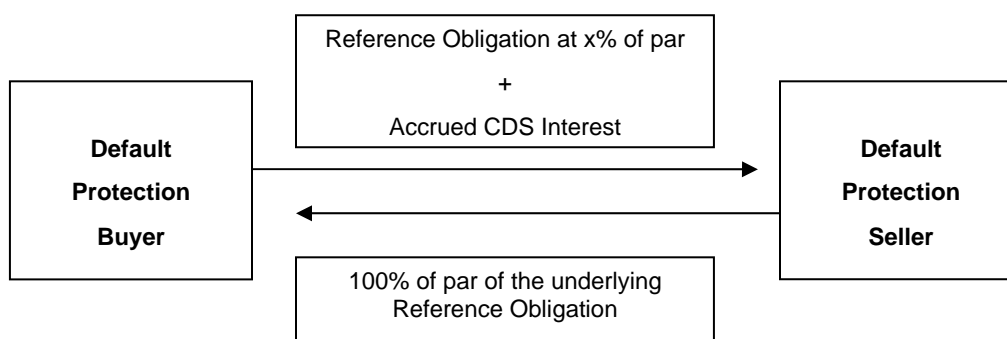 Reference Obligation at x% of par
+
Accrued CDS Interest
Default
Protection
Buyer
Default
Protection
Seller
100% of par of the underlying
Reference Obligation